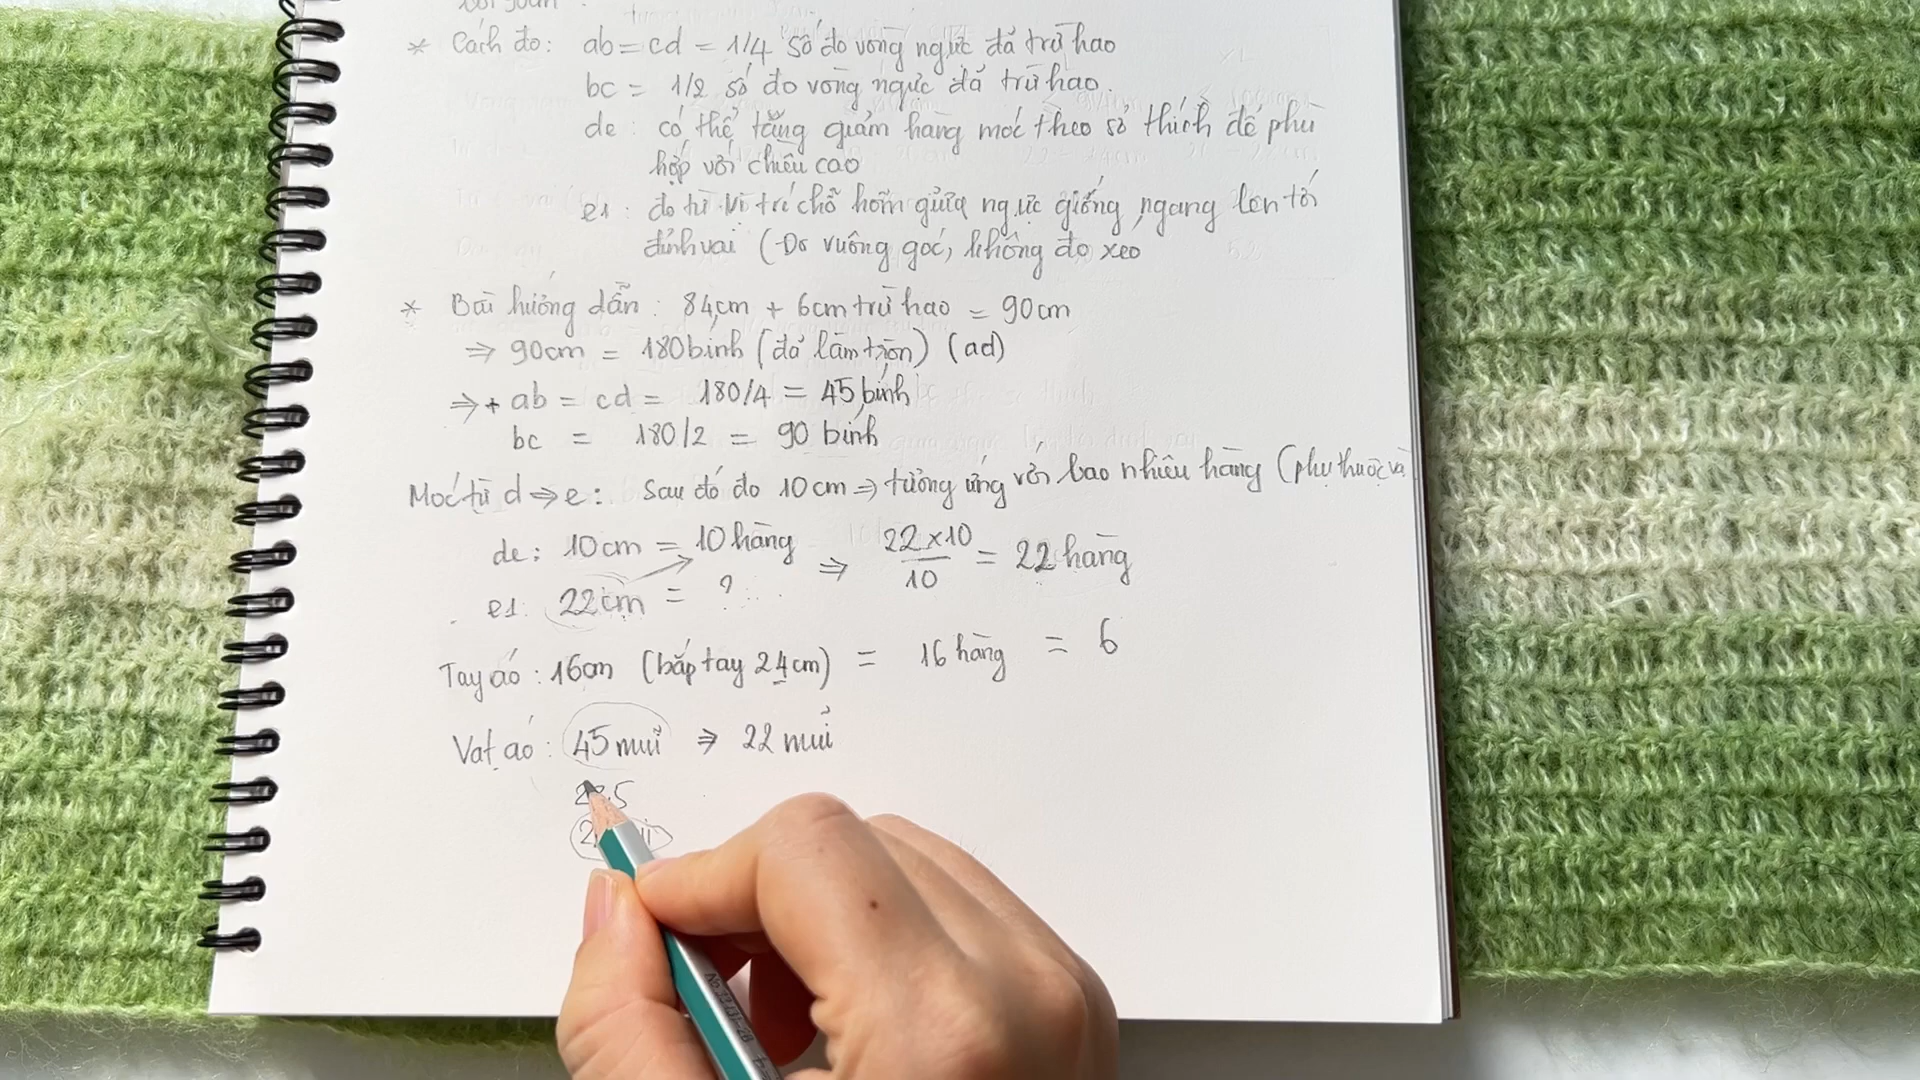 * Cách đo: ab = cd = 1/4 số đo vòng ngực đã trừ hao
bc = 1/2 số đo vòng ngực đã trừ hao.
de: có thể tăng giảm hàng móc theo sở thích để phù
hợp với chiều cao
e1: đo từ vị trí chỗ hõm giữa ngực gióng ngang lên tới
đỉnh vai (Đo vuông góc, không đo xéo
* Bài hướng dẫn: 84cm + 6cm trừ hao = 90cm
⇒ 90cm = 180 bính (đã làm tròn) (ad)
⇒ + ab = cd = 180/4 = 45 bính
bc = 180/2 = 90 bính
Móc từ d ⇒ e: Sau đó đo 10cm ⇒ tương ứng với bao nhiêu hàng (phụ thuộc và
de: 10cm = 10 hàng ⇒ 22x10/10 = 22 hàng
e1: 22cm = ?
Tay áo: 16cm (bắp tay 24cm) = 16 hàng = 6
Vạt áo: 45 mũi ⇒ 22 mũi